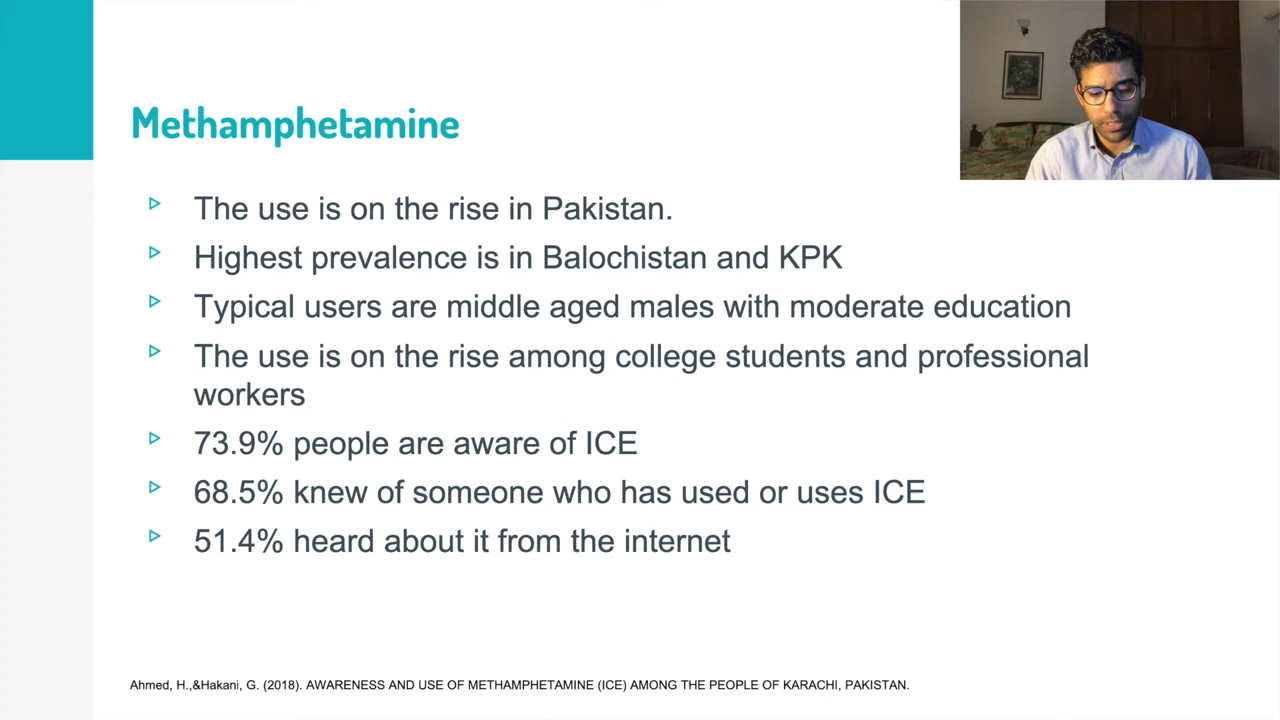 Methamphetamine
The use is on the rise in Pakistan.
Highest prevalence is in Balochistan and KPK
Typical users are middle aged males with moderate education
The use is on the rise among college students and professional
workers
73.9% people are aware of ICE
68.5% knew of someone who has used or uses ICE
51.4% heard about it from the internet
Ahmed, H.,&Hakani, G. (2018). AWARENESS AND USE OF METHAMPHETAMINE (ICE) AMONG THE PEOPLE OF KARACHI, PAKISTAN.